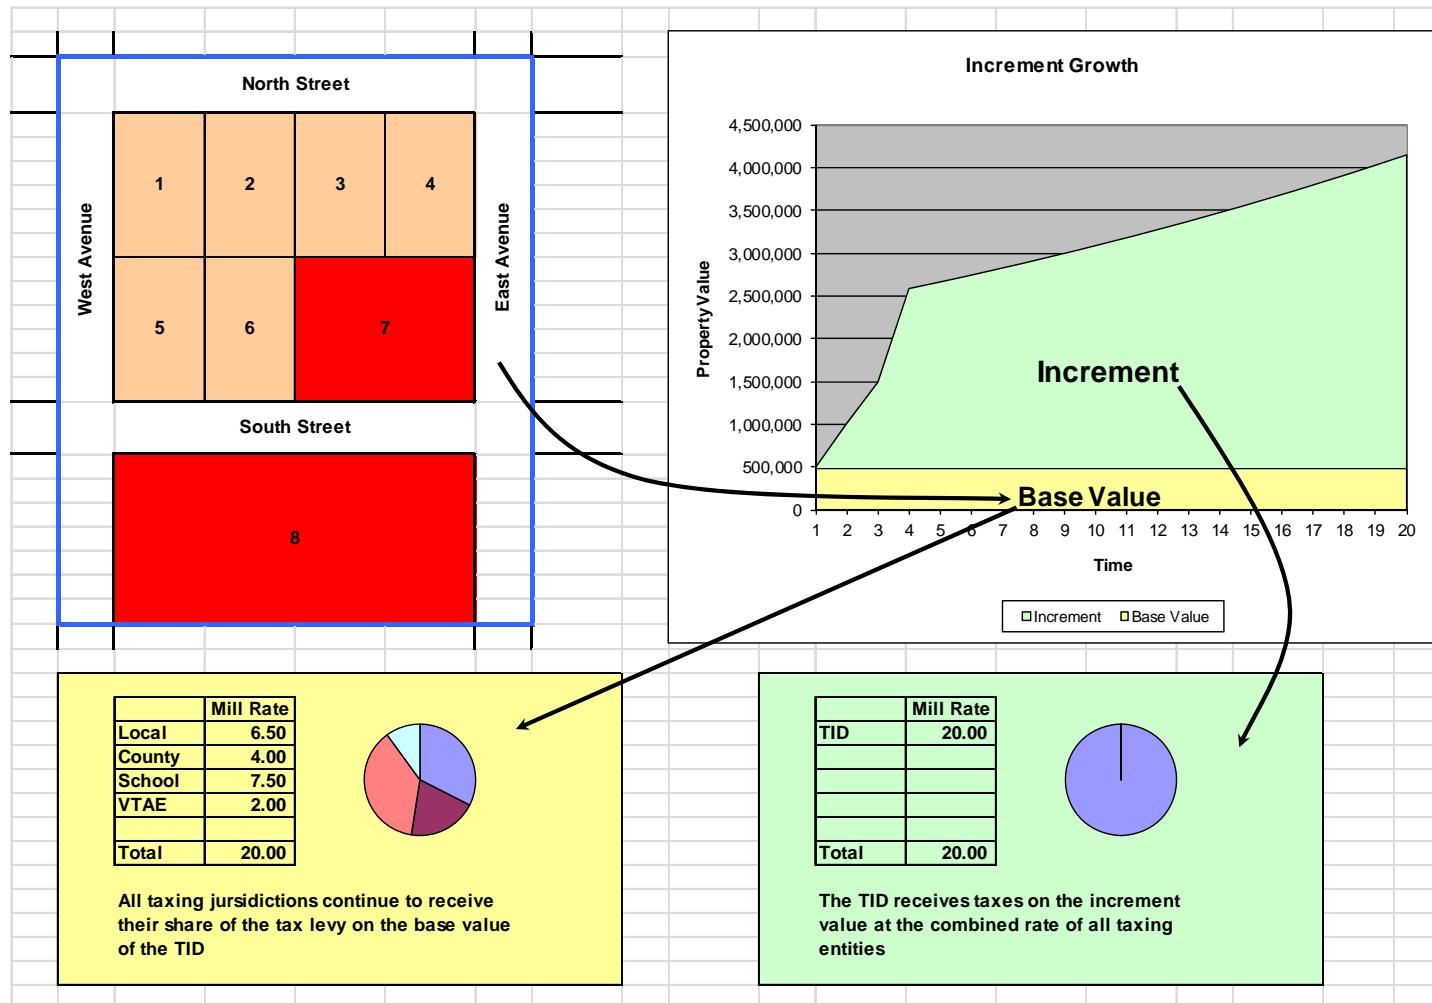 North Street
1 2 3 4
West Avenue
East Avenue
5 6 7
South Street
8
Increment Growth
Property Value
4,500,000
4,000,000
3,500,000
3,000,000
2,500,000
2,000,000
1,500,000
1,000,000
500,000
0
Increment
Base Value
1 2 3 4 5 6 7 8 9 10 11 12 13 14 15 16 17 18 19 20
Time
Increment Base Value
Mill Rate
Local 6.50
County 4.00
School 7.50
VTAE 2.00
Total 20.00
All taxing jursidictions continue to receive
their share of the tax levy on the base value
of the TID
Mill Rate
TID 20.00
Total 20.00
The TID receives taxes on the increment
value at the combined rate of all taxing
entities